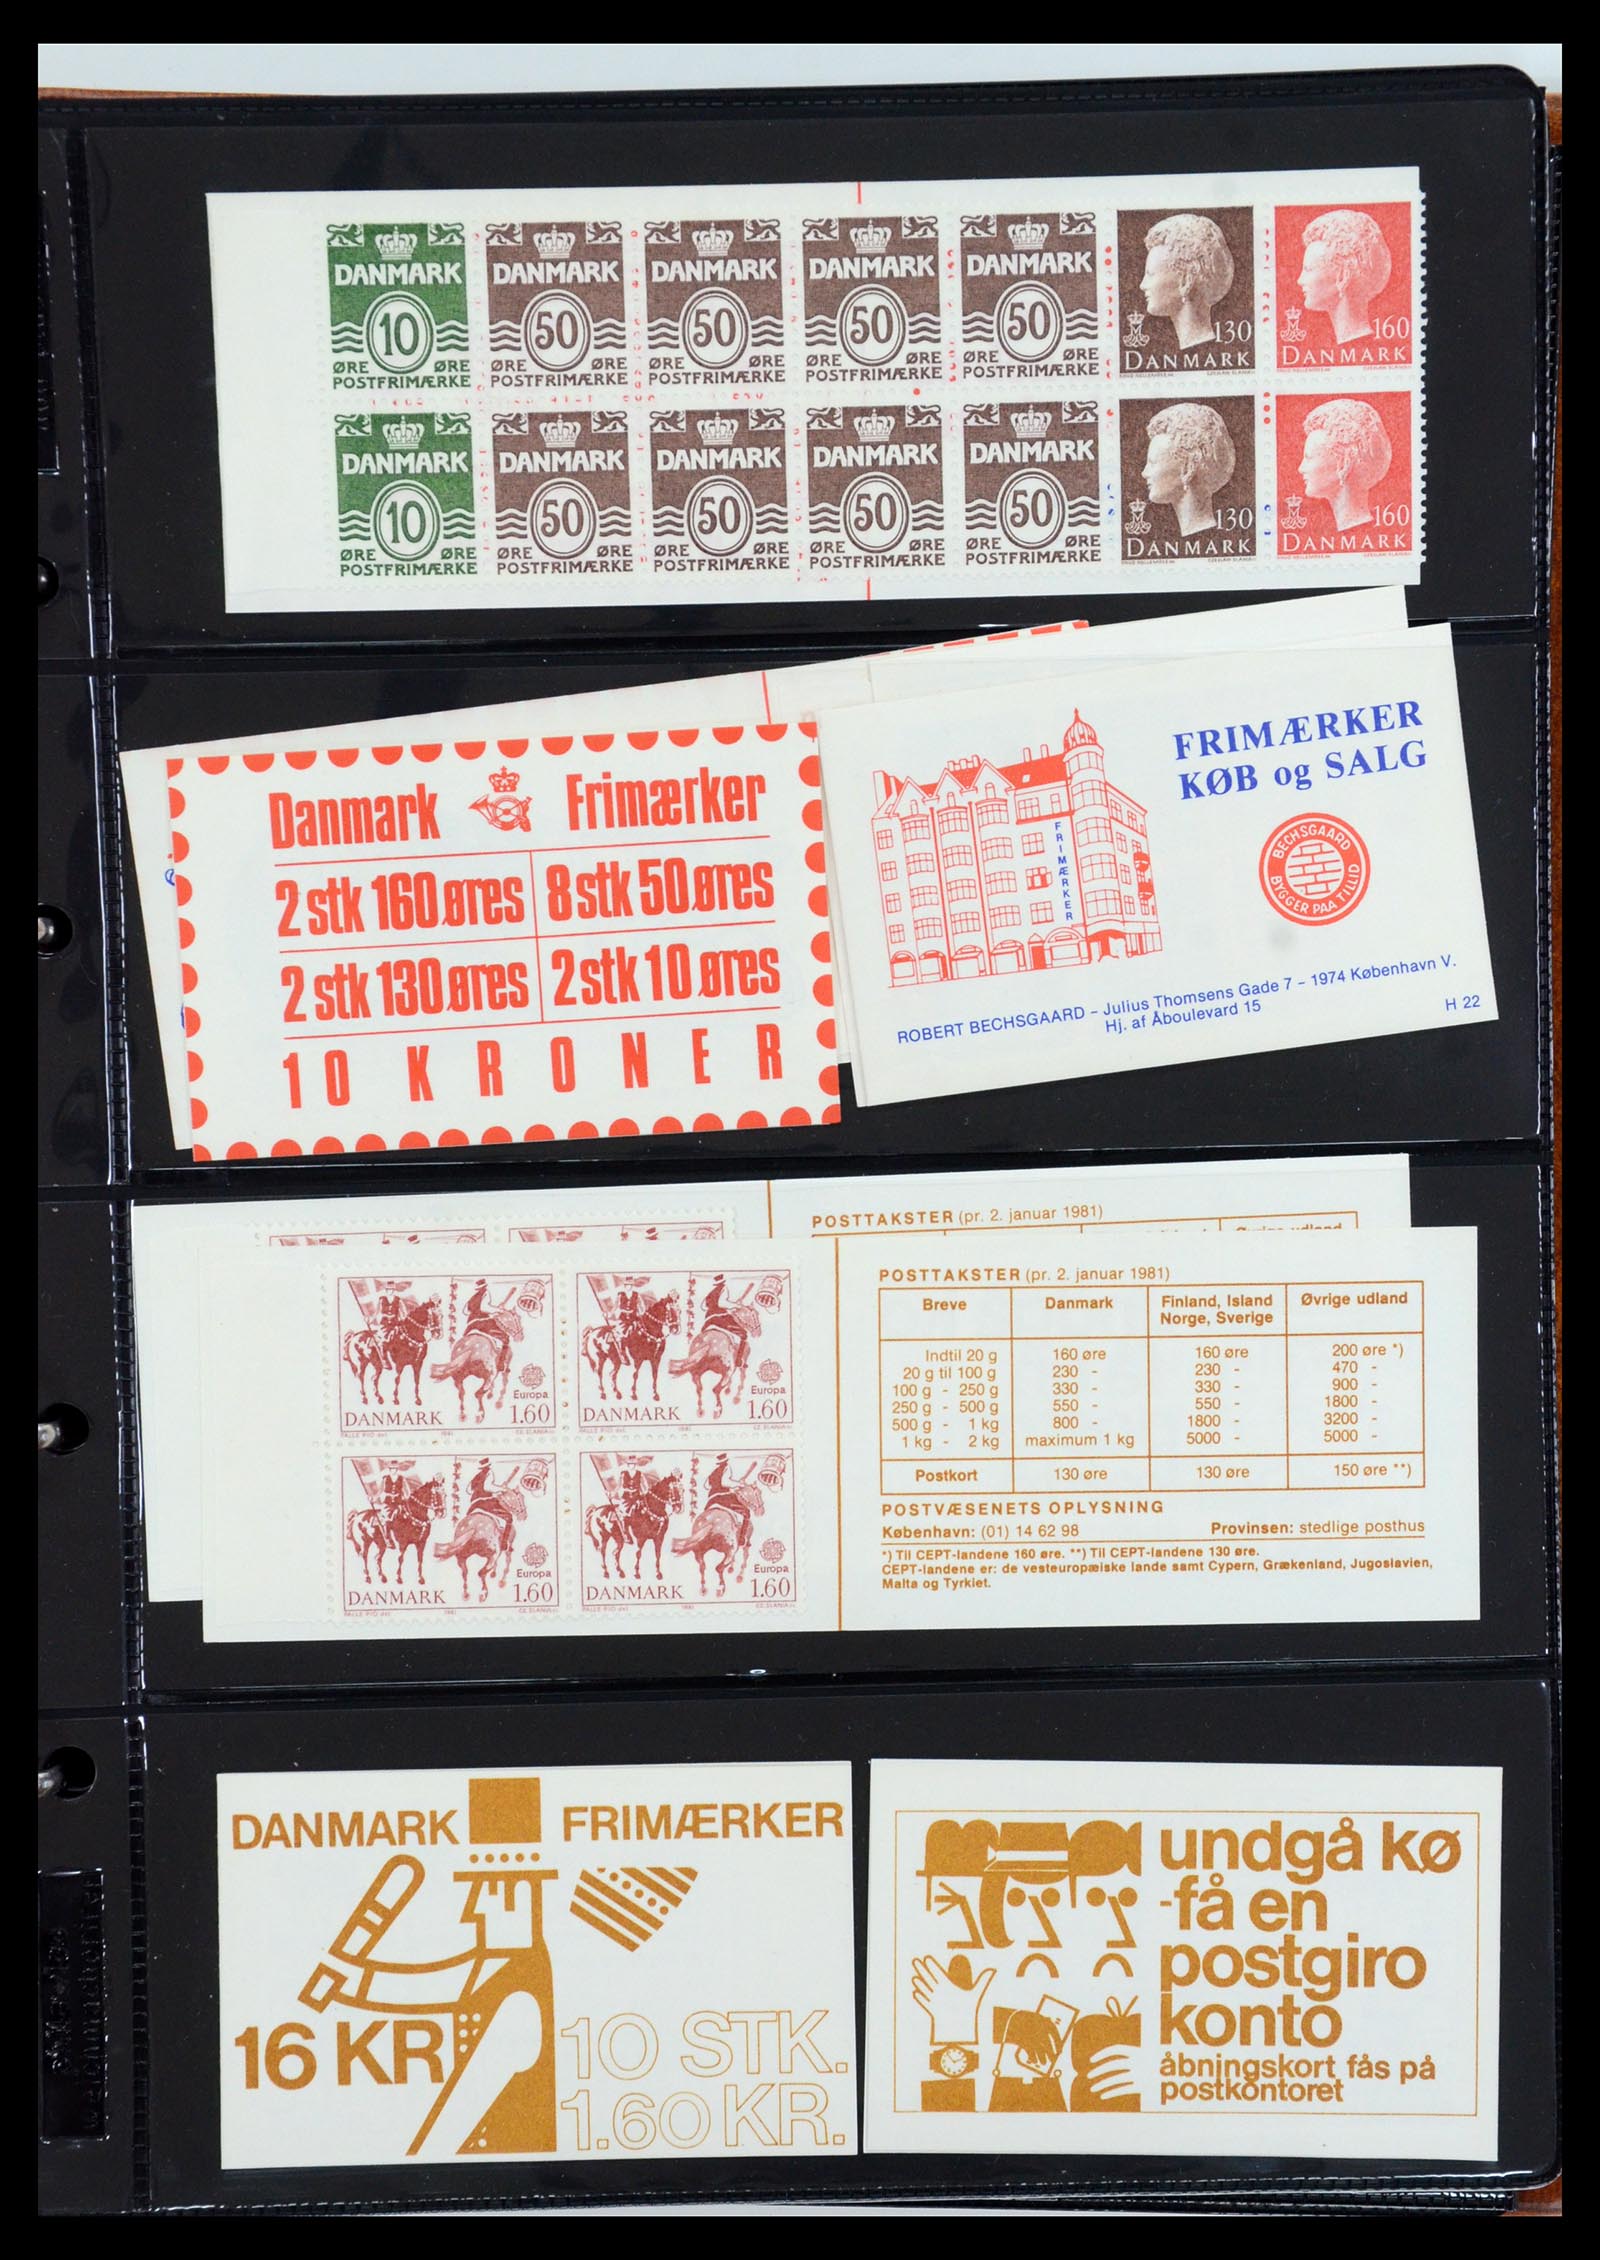 DANMARK DANMARK DANMARK DANMARK DANMARK
10 50 50 50 50 130 160
ØRE ØRE ØRE ØRE ØRE ØRE ØRE ØRE ØRE ØRE DANMARK DANMARK
POSTFRIMÆRKE POSTFRIMÆRKE POSTFRIMÆRKE POSTFRIMÆRKE POSTFRIMÆRKE
DANMARK DANMARK DANMARK DANMARK DANMARK
10 50 50 50 50 130 160
ØRE ØRE ØRE ØRE ØRE ØRE ØRE ØRE ØRE ØRE DANMARK DANMARK
POSTFRIMÆRKE POSTFRIMÆRKE POSTFRIMÆRKE POSTFRIMÆRKE POSTFRIMÆRKE
Danmark Frimærker
2 stk 160 øres 8 stk 50 øres
2 stk 130 øres 2 stk 10 øres
10 KRONER
FRIMÆRKER
KØB og SALG
FRIMÆRKER
BECHSGAARD
BYGGER PAA TILLID
ROBERT BECHSGAARD – Julius Thomsens Gade 7 – 1974 København V.
Hj. af Åboulevard 15
H 22
POSTTAKSTER (pr. 2. januar 1981)
Øvrige udland
POSTTAKSTER (pr. 2. januar 1981)
Breve Danmark Finland, Island Øvrige udland
Norge, Sverige
Indtil 20 g 160 øre 160 øre 200 øre *)
20 g til 100 g 230 - 230 - 470 -
100 g - 250 g 330 - 330 - 900 -
250 g - 500 g 550 - 550 - 1800 -
500 g - 1 kg 800 - 1800 - 3200 -
1 kg - 2 kg maximum 1 kg 5000 - 5000 -
Postkort 130 øre 130 øre 150 øre **)
POSTVÆSENETS OPLYSNING
København: (01) 14 62 98 Provinsen: stedlige posthus
*) Til CEPT-landene 160 øre. **) Til CEPT-landene 130 øre.
CEPT-landene er: de vesteuropæiske lande samt Cypern, Grækenland, Jugoslavien,
Malta og Tyrkiet.
Europa Europa
DANMARK 1.60 DANMARK 1.60
Europa Europa
DANMARK 1.60 DANMARK 1.60
DANMARK FRIMÆRKER
16 KR
10 STK.
1.60 KR.
undgå kø
-få en
postgiro
konto
åbningskort fås på
postkontoret